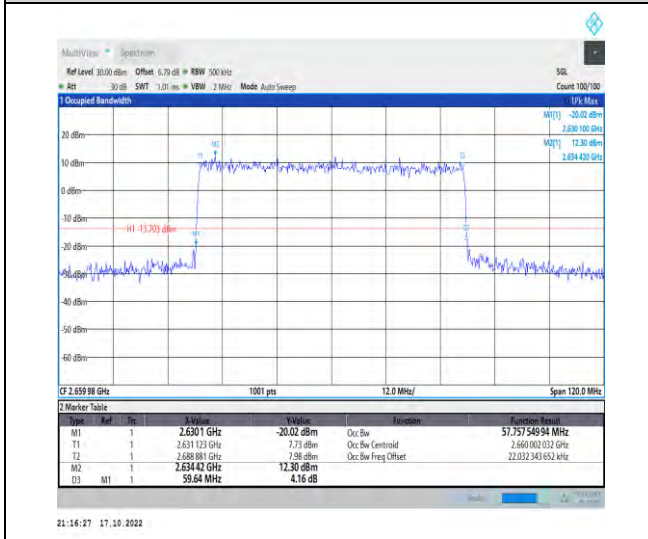 MultiView Spectrum
Ref Level 30.00 dBm Offset 6.79 dB RBW 500 kHz SGL
Att 30 dB SWT 1.01 ms VBW 2 MHz Mode Auto Sweep Count 100/100
1 Occupied Bandwidth 1Pk Max
M1[1] -20.02 dBm
2.630 100 GHz
M2[1] 12.30 dBm
2.634 420 GHz
20 dBm
M2
T1 T2
10 dBm
0 dBm
-10 dBm
H1 -13.703 dBm
M1 D3
-20 dBm
-30 dBm
-40 dBm
-50 dBm
-60 dBm
CF 2.659 98 GHz 1001 pts 12.0 MHz/ Span 120.0 MHz
2 Marker Table
Type Ref Trc X-Value Y-Value Function Function Result
M1 1 2.630 1 GHz -20.02 dBm Occ Bw 57.757 549 94 MHz
T1 1 2.631 123 GHz 7.73 dBm Occ Bw Centroid 2.660 002 032 GHz
T2 1 2.688 881 GHz 7.98 dBm Occ Bw Freq Offset 22.032 343 652 kHz
M2 1 2.634 42 GHz 12.30 dBm
D3 M1 1 59.64 MHz 4.16 dB
21:16:27 17.10.2022